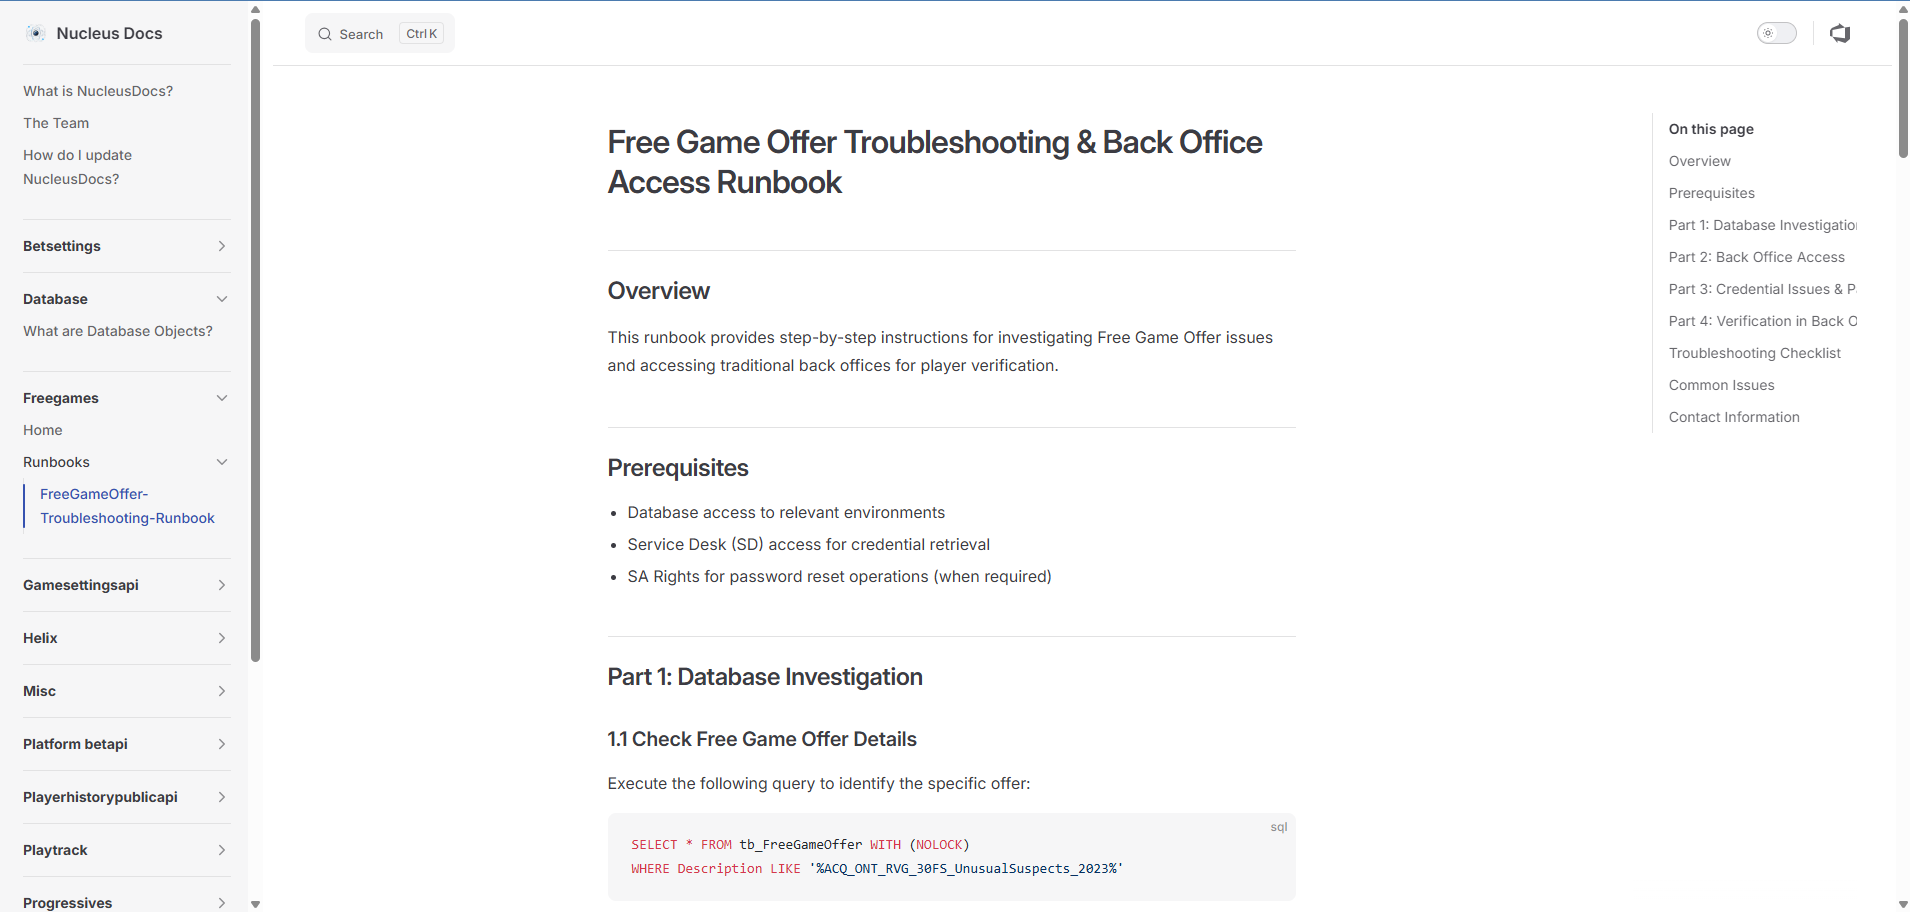 Nucleus Docs
What is NucleusDocs?
The Team
How do I update
NucleusDocs?
Betsettings
Database
What are Database Objects?
Freegames
Home
Runbooks
FreeGameOffer-
Troubleshooting-Runbook
Gamesettingsapi
Helix
Misc
Platform betapi
Playerhistorypublicapi
Playtrack
Progressives
Search Ctrl K
Free Game Offer Troubleshooting & Back Office
Access Runbook
Overview
This runbook provides step-by-step instructions for investigating Free Game Offer issues
and accessing traditional back offices for player verification.
Prerequisites
• Database access to relevant environments
• Service Desk (SD) access for credential retrieval
• SA Rights for password reset operations (when required)
Part 1: Database Investigation
1.1 Check Free Game Offer Details
Execute the following query to identify the specific offer:
sql
SELECT * FROM tb_FreeGameOffer WITH (NOLOCK)
WHERE Description LIKE '%ACQ_ONT_RVG_30FS_UnusualSuspects_2023%'
On this page
Overview
Prerequisites
Part 1: Database Investigation
Part 2: Back Office Access
Part 3: Credential Issues & P
Part 4: Verification in Back O
Troubleshooting Checklist
Common Issues
Contact Information